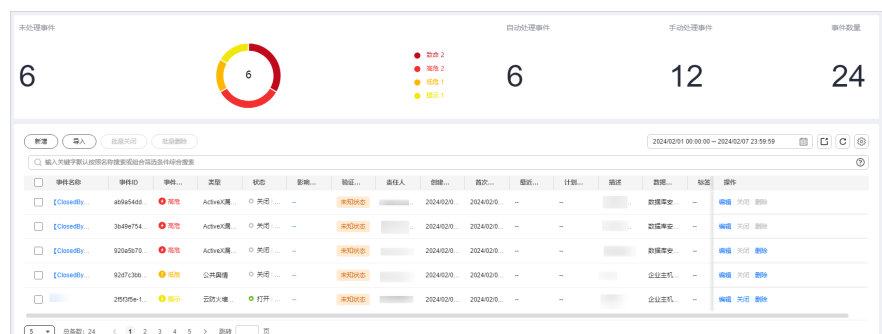 未处理事件 自动处理事件 手动处理事件 事件数量
6 6 致命 2 高危 2 低危 1 提示 1 6 12 24
新增 导入 批量关闭 批量删除 2024/02/01 00:00:00 – 2024/02/07 23:59:59
输入关键字默认按照名称搜索或组合筛选条件综合搜索
事件名称 事件ID 事件... 类型 状态 影响... 验证... 责任人 创建... 首次... 最近... 计划... 描述 数据... 标签 操作
【ClosedBy... ab9a54dd... 高危 ActiveX漏... 关闭 ... -- 未知状态 2024/02/0... 2024/02/0... -- -- 数据库安... -- 编辑 关闭 删除
【ClosedBy... 3b49e754... 高危 ActiveX漏... 关闭 ... -- 未知状态 2024/02/0... 2024/02/0... -- -- 数据库安... -- 编辑 关闭 删除
【ClosedBy... 920a5b70... 高危 ActiveX漏... 关闭 ... -- 未知状态 2024/02/0... 2024/02/0... -- -- 数据库安... -- 编辑 关闭 删除
【ClosedBy... 92d7c3bb... 低危 公共舆情 关闭 ... -- 未知状态 2024/02/0... 2024/02/0... -- -- 企业主机... -- 编辑 关闭 删除
2f5f3f5e-1... 提示 云防火墙... 打开 ... -- 未知状态 2024/02/0... 2024/02/0... -- -- 企业主机... -- 编辑 关闭 删除
5 总条数: 24 < 1 2 3 4 5 > 跳转 页